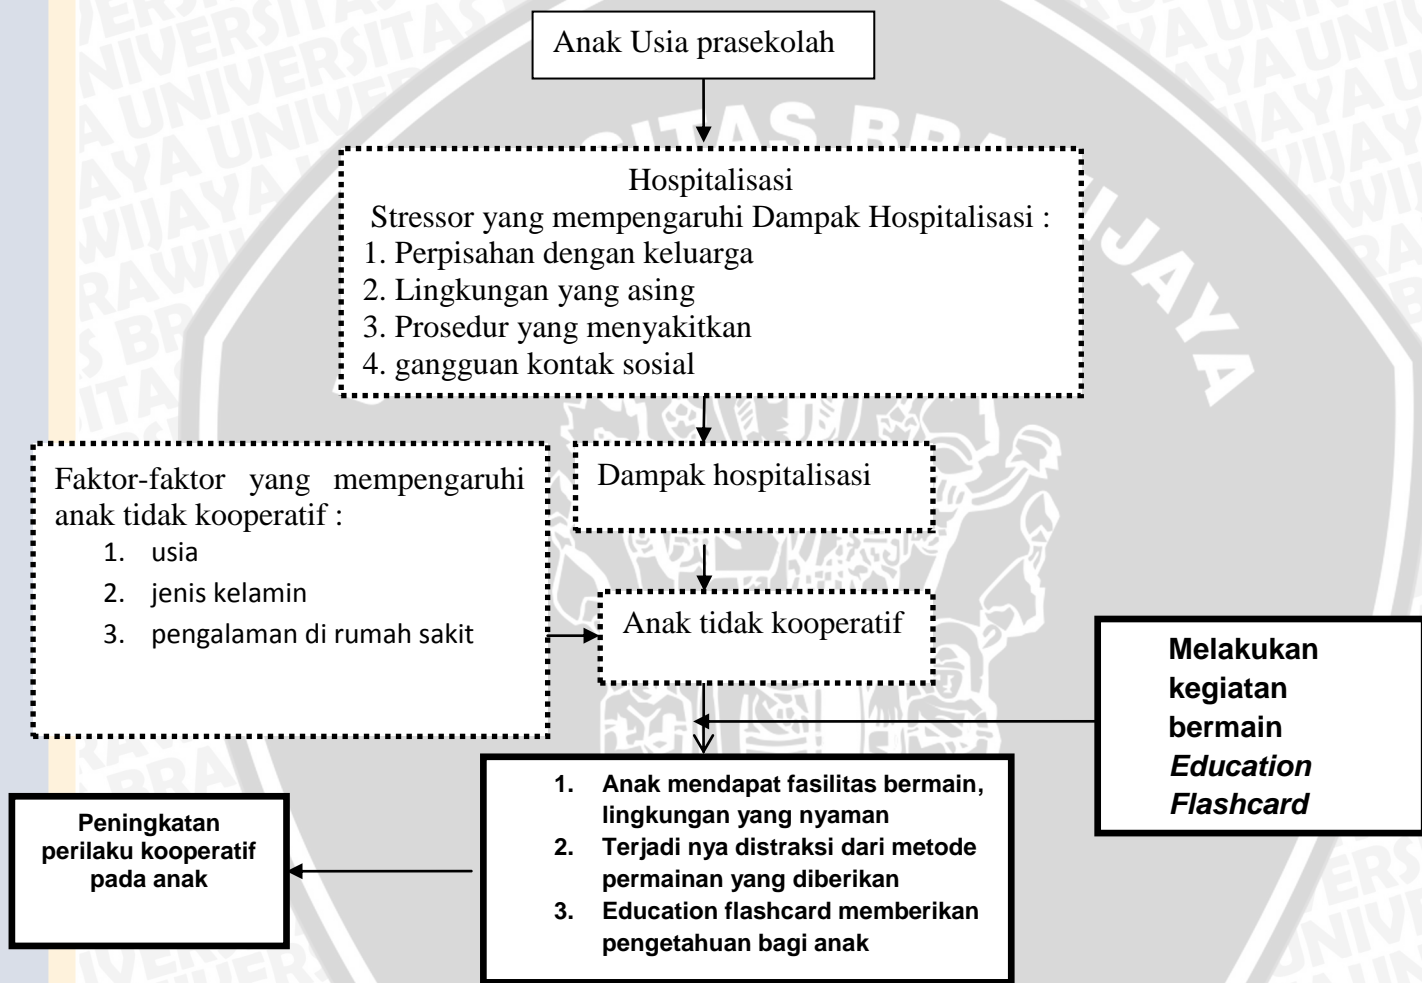 Anak Usia prasekolah
Hospitalisasi
Stressor yang mempengaruhi Dampak Hospitalisasi :
1. Perpisahan dengan keluarga
2. Lingkungan yang asing
3. Prosedur yang menyakitkan
4. gangguan kontak sosial
Faktor-faktor yang mempengaruhi
anak tidak kooperatif :
1. usia
2. jenis kelamin
3. pengalaman di rumah sakit
Dampak hospitalisasi
Anak tidak kooperatif
Melakukan
kegiatan
bermain
Education
Flashcard
1. Anak mendapat fasilitas bermain,
lingkungan yang nyaman
2. Terjadi nya distraksi dari metode
permainan yang diberikan
3. Education flashcard memberikan
pengetahuan bagi anak
Peningkatan
perilaku kooperatif
pada anak